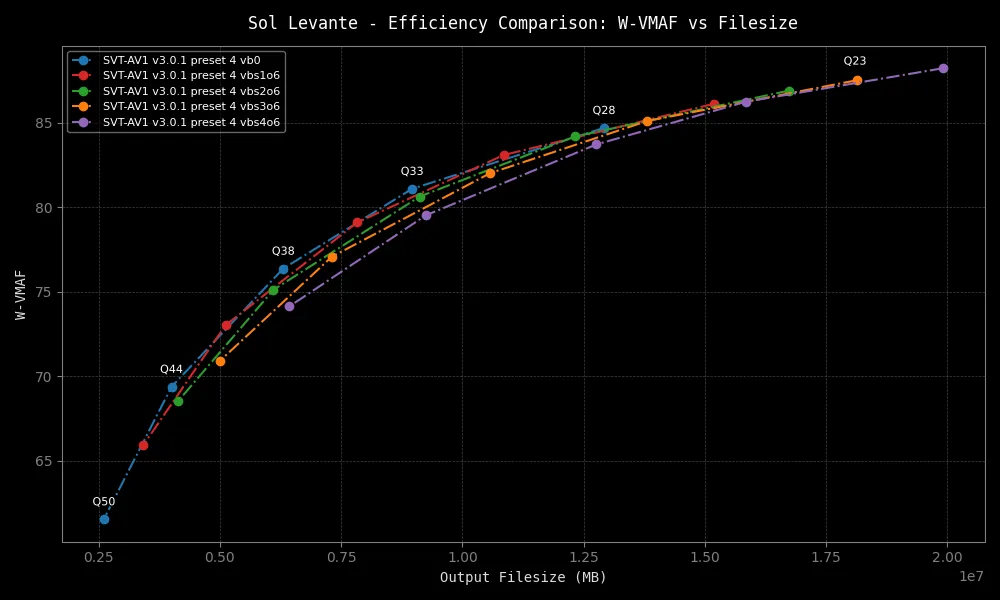 Sol Levante - Efficiency Comparison: W-VMAF vs Filesize
SVT-AV1 v3.0.1 preset 4 vb0
SVT-AV1 v3.0.1 preset 4 vbs1o6
SVT-AV1 v3.0.1 preset 4 vbs2o6
SVT-AV1 v3.0.1 preset 4 vbs3o6
SVT-AV1 v3.0.1 preset 4 vbs4o6
Q23
Q28
Q33
Q38
Q44
Q50
85
80
75
70
65
W-VMAF
0.25 0.50 0.75 1.00 1.25 1.50 1.75 2.00
1e7
Output Filesize (MB)